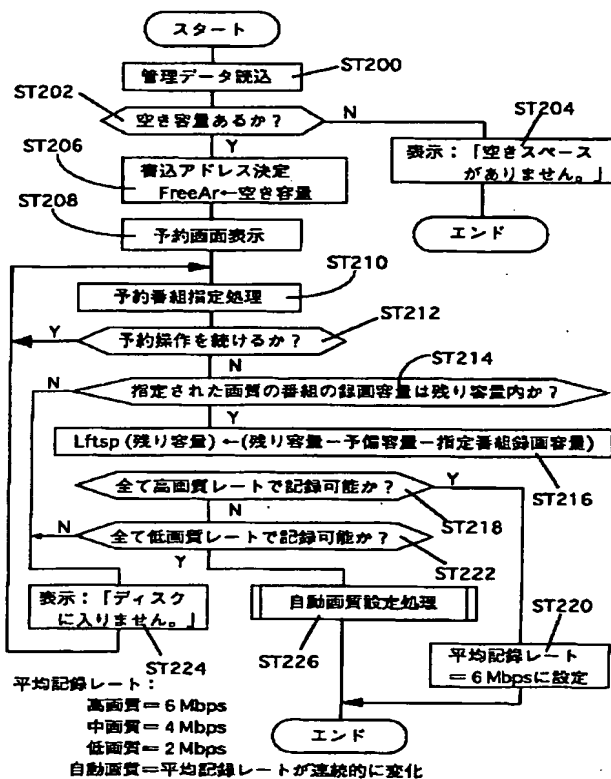 スタート
ST200
管理データ読込
ST202
空き容量あるか？
N
Y
ST204
表示：「空きスペース
がありません。」
エンド
ST206
書込アドレス決定
FreeAr←空き容量
ST208
予約画面表示
ST210
予約番組指定処理
ST212
Y
予約操作を続けるか？
N
ST214
N
指定された画質の番組の録画容量は残り容量内か？
Y
Lftsp (残り容量) ←(残り容量−予備容量−指定番組録画容量)
ST216
全て高画質レートで記録可能か？
Y
ST218
N
N
全て低画質レートで記録可能か？
Y
ST222
表示：「ディスク
に入りません。」
ST224
自動画質設定処理
ST226
ST220
平均記録レート
＝6 Mbpsに設定
エンド
平均記録レート：
高画質＝6 Mbps
中画質＝4 Mbps
低画質＝2 Mbps
自動画質＝平均記録レートが連続的に変化